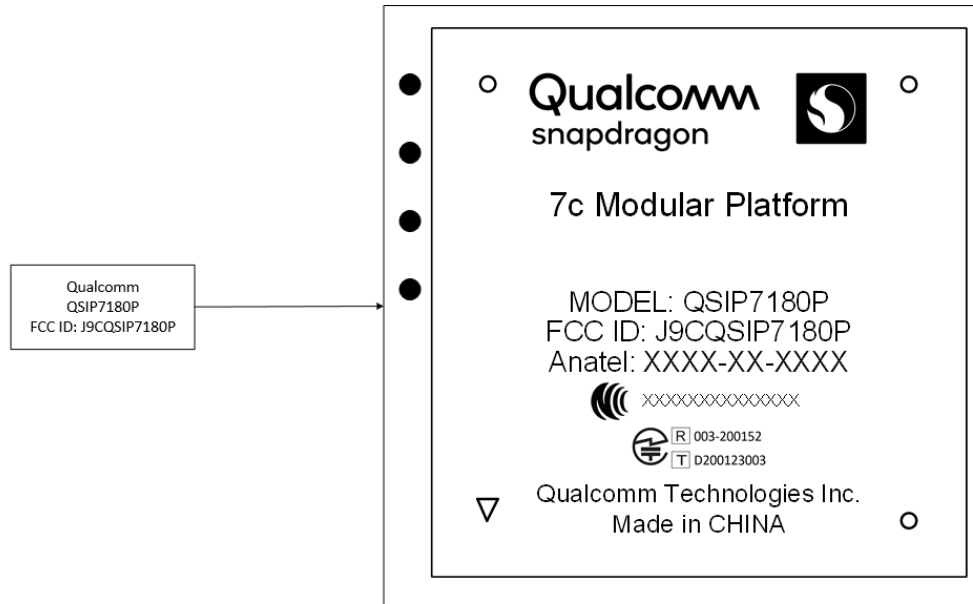 Qualcomm
QSIP7180P
FCC ID: J9CQSIP7180P
Qualcomm
snapdragon
7c Modular Platform
MODEL: QSIP7180P
FCC ID: J9CQSIP7180P
Anatel: XXXX-XX-XXXX
XXXXXXXXXXXXXX
R 003-200152
T D200123003
Qualcomm Technologies Inc.
Made in CHINA